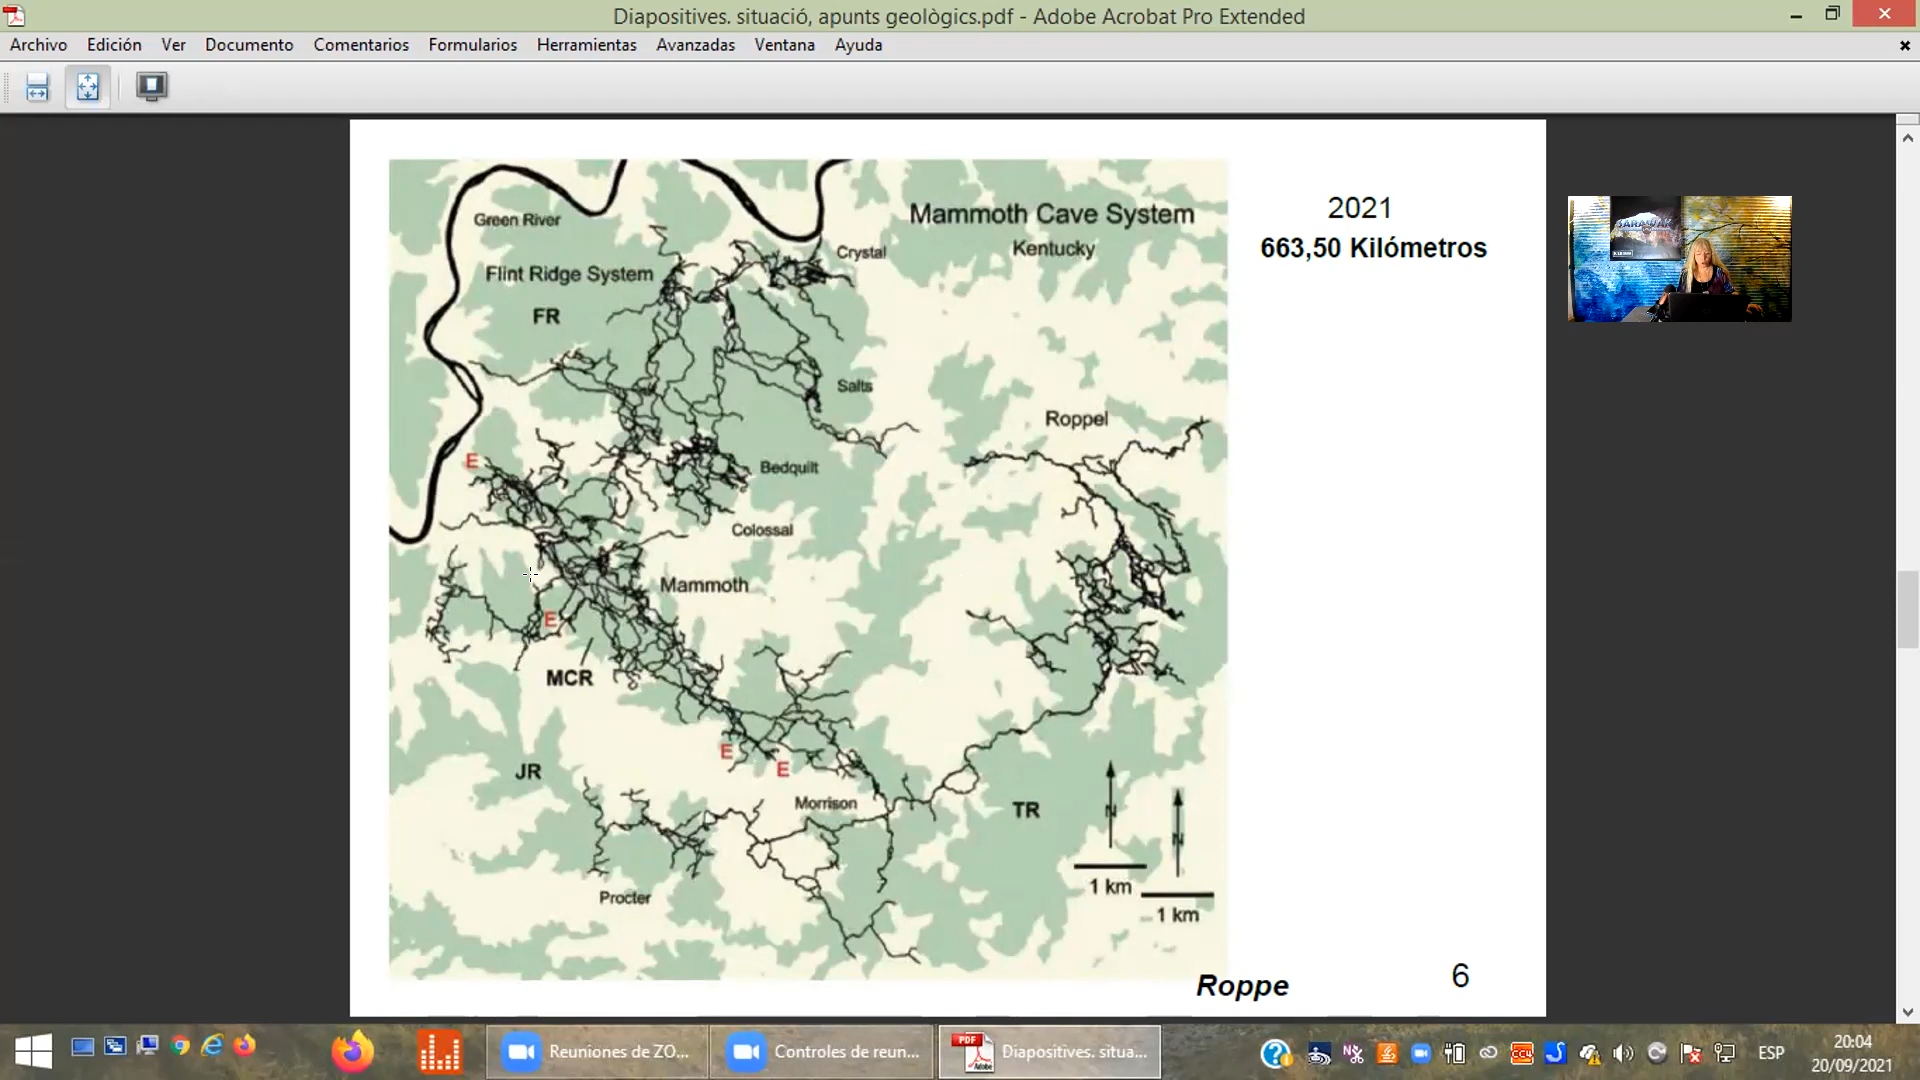 Diapositives. situació, apunts geològics.pdf - Adobe Acrobat Pro Extended
Archivo Edición Ver Documento Comentarios Formularios Herramientas Avanzadas Ventana Ayuda
Green River
Mammoth Cave System
Kentucky
2021
663,50 Kilómetros
Crystal
Flint Ridge System
FR
Salts
Roppel
E
Bedquilt
Colossal
Mammoth
E
MCR
E
E
JR
Morrison
TR
N
N
1 km
1 km
Procter
Roppe
6
SARAWAK
PDF
Adobe
Reuniones de ZO...
Controles de reun...
Diapositives. situa...
ESP
20:04
20/09/2021